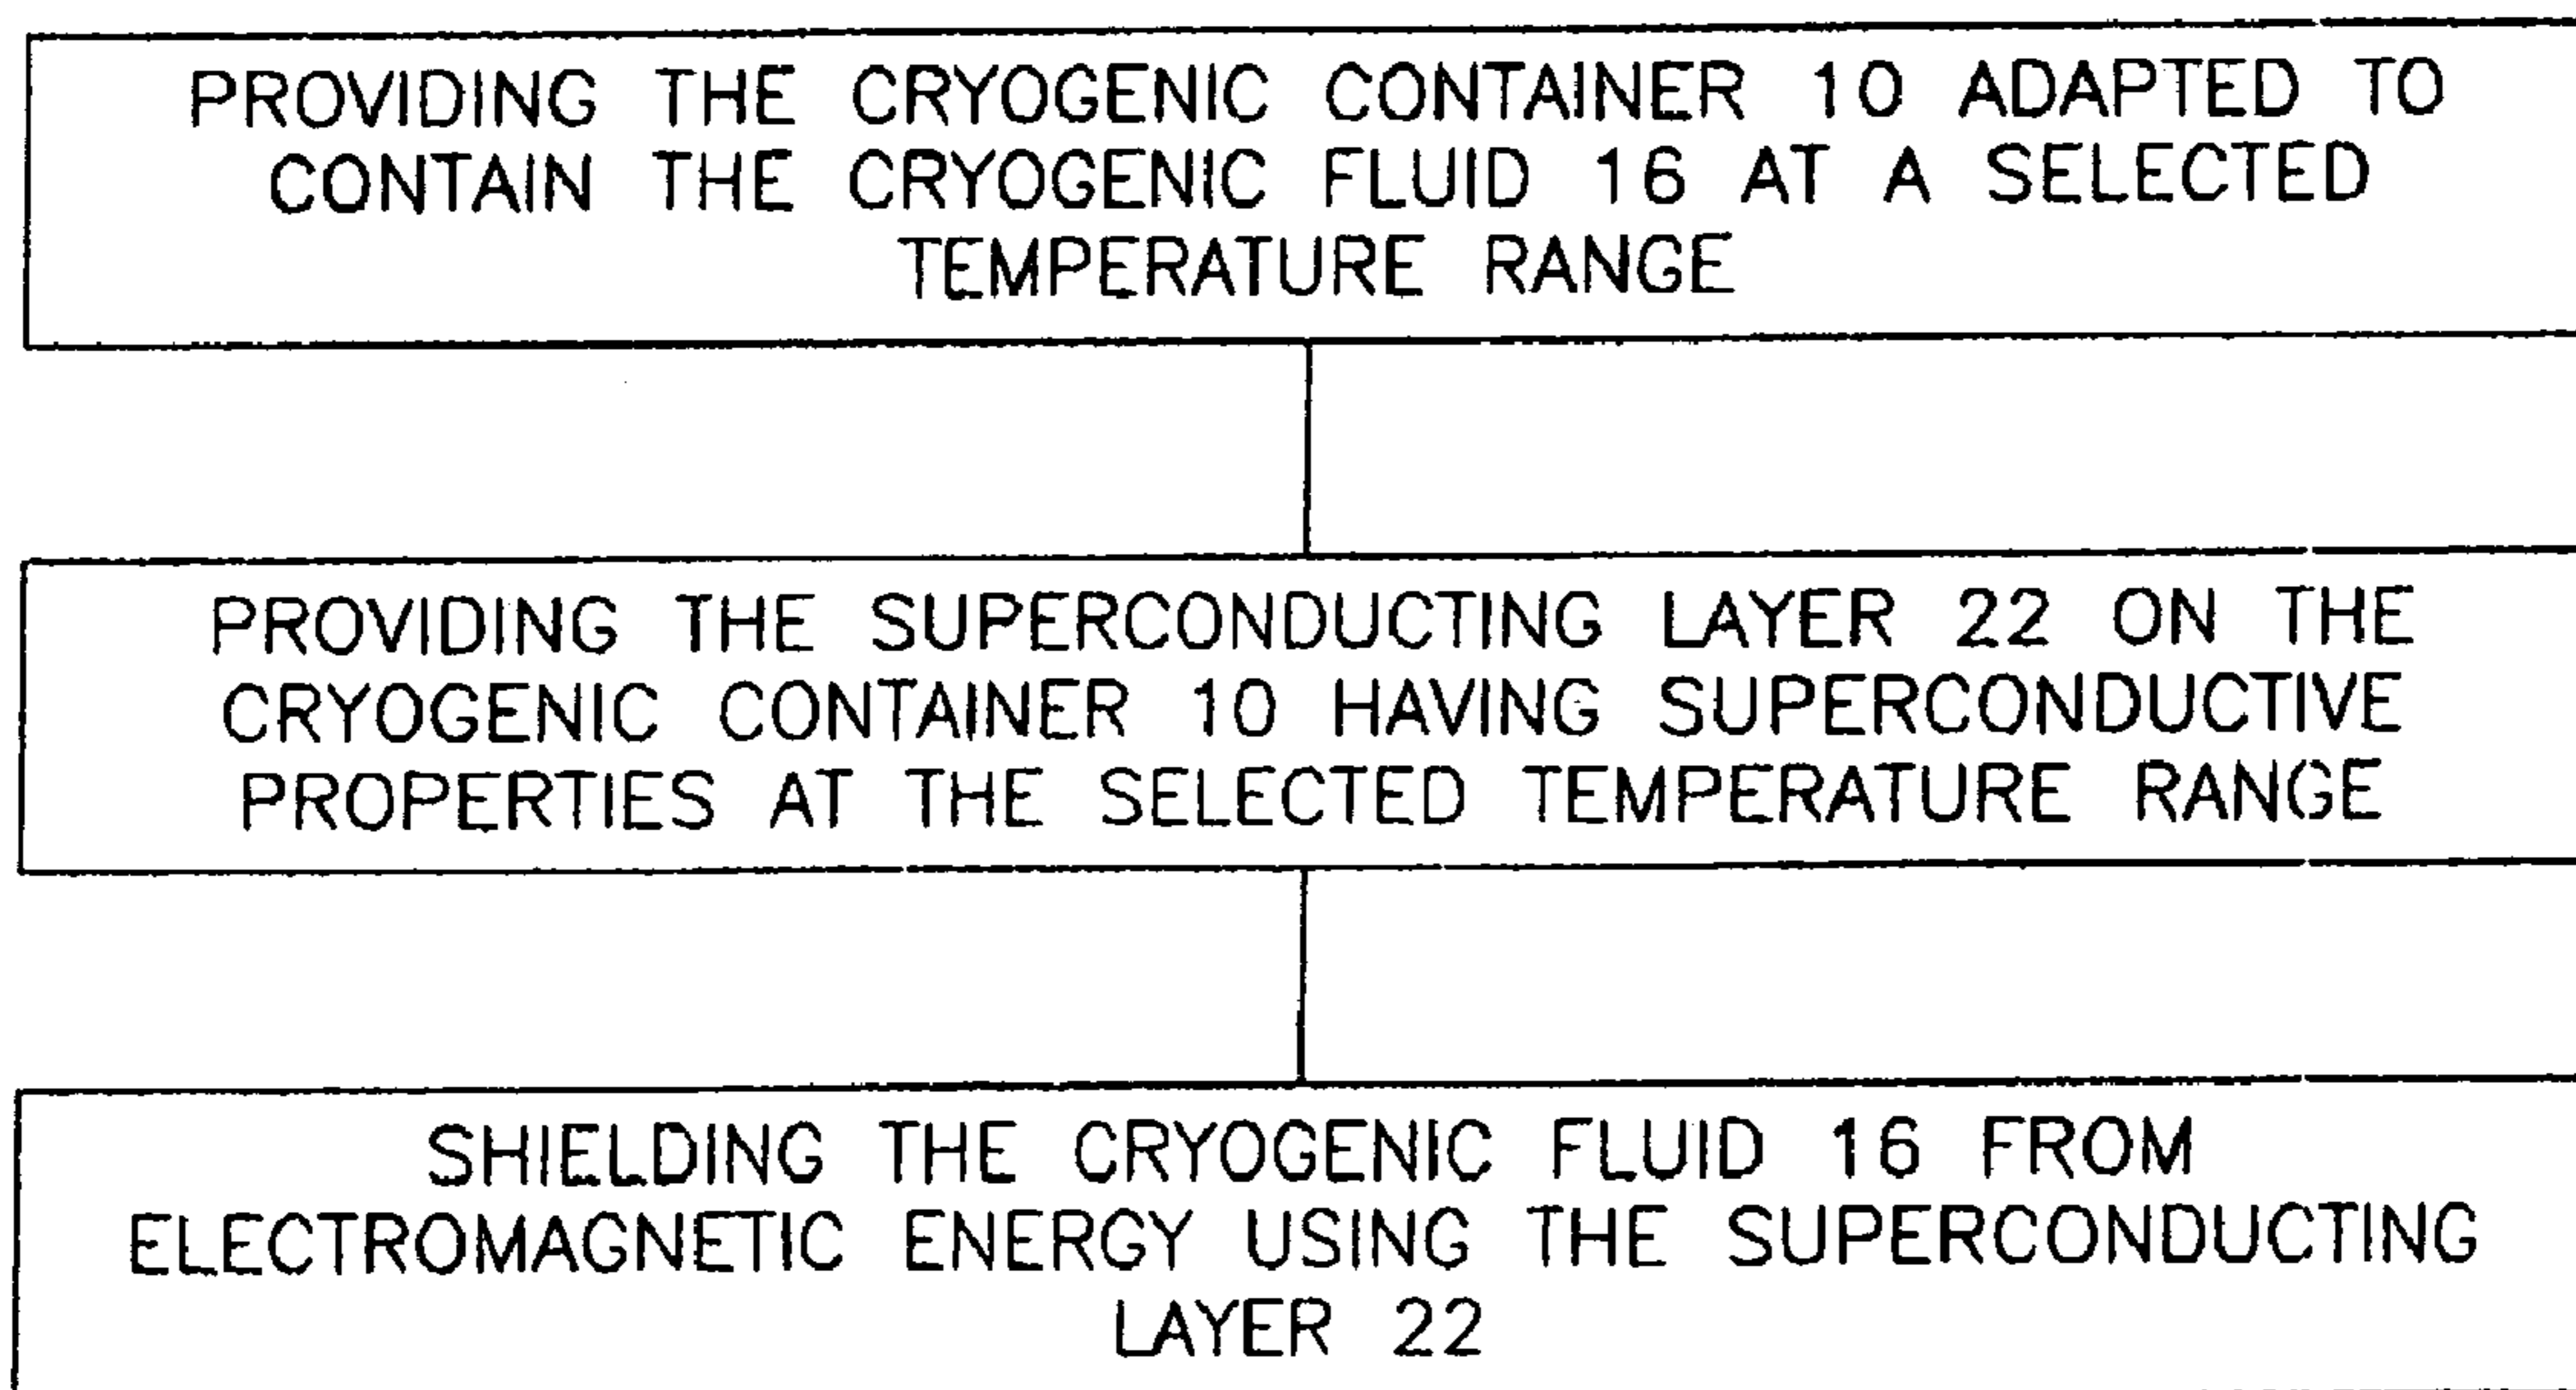 PROVIDING THE CRYOGENIC CONTAINER 10 ADAPTED TO
CONTAIN THE CRYOGENIC FLUID 16 AT A SELECTED
TEMPERATURE RANGE
PROVIDING THE SUPERCONDUCTING LAYER 22 ON THE
CRYOGENIC CONTAINER 10 HAVING SUPERCONDUCTIVE
PROPERTIES AT THE SELECTED TEMPERATURE RANGE
SHIELDING THE CRYOGENIC FLUID 16 FROM
ELECTROMAGNETIC ENERGY USING THE SUPERCONDUCTING
LAYER 22